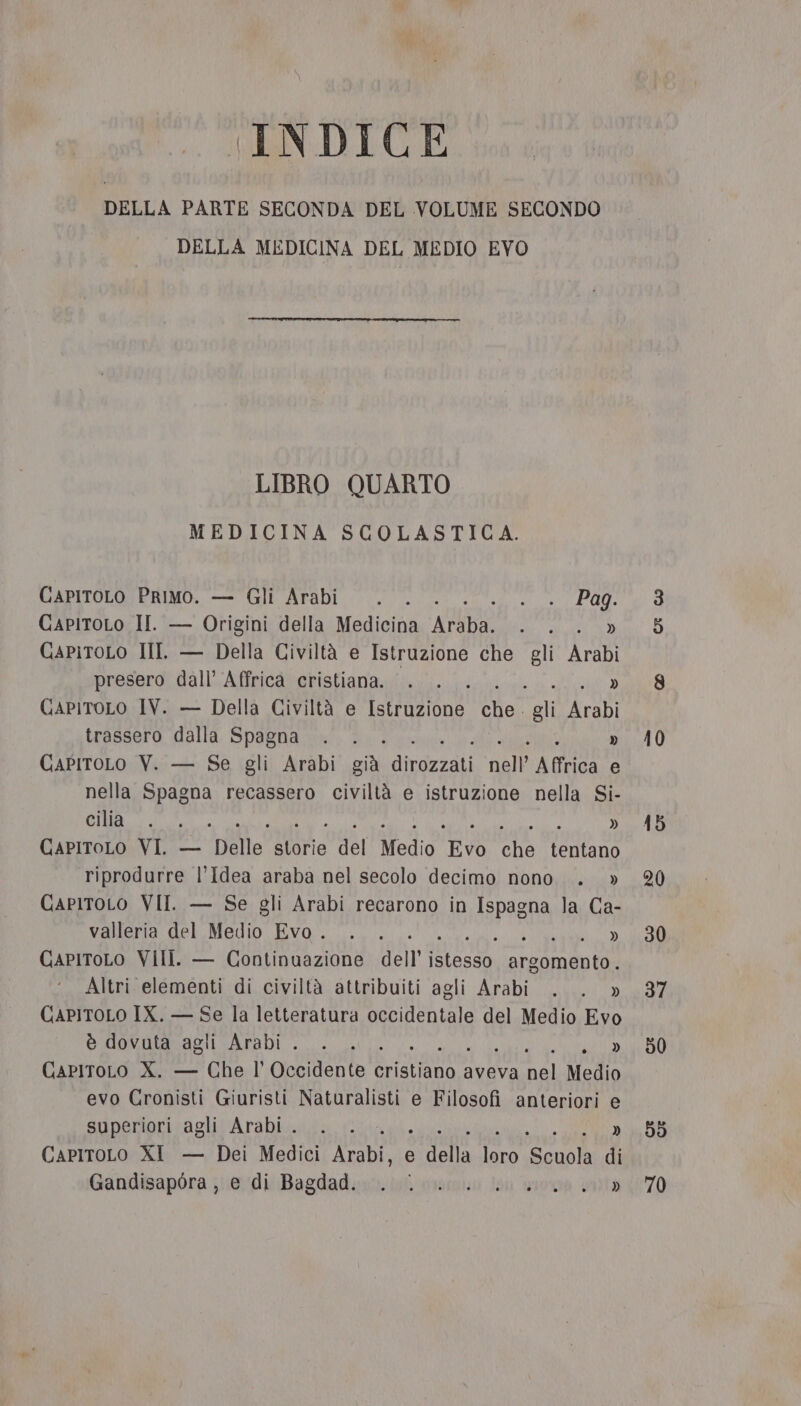 INDICE
DELLA PARTE SECONDA DEL VOLUME SECONDO
DELLA MEDICINA DEL MEDIO EVO
LIBRO QUARTO
MEDICINA SCOLASTICA.
CAPITOLO PRIMO. — Gli Arabi . . . . . . . . Pag. 3
CAPITOLO II. — Origini della Medicina Araba. . . . . » 5
CAPITOLO III. — Della Civiltà e Istruzione che gli Arabi
presero dall' Affrica cristiana. . . . . . . . . » 8
CAPITOLO IV. — Della Civiltà e Istruzione che gli Arabi
trassero dalla Spagna . . . . . . . . . . » 10
CAPITOLO V. — Se gli Arabi già dirozzati nell' Affrica e
nella Spagna recassero civiltà e istruzione nella Si-
cilia . . . . . . . . . . . . . . . » 15
CAPITOLO VI. — Delle storie del Medio Evo che tentano
riprodurre l'Idea araba nel secolo decimo nono . . » 20
CAPITOLO VII. — Se gli Arabi recarono in Ispagna la Ca-
valleria del Medio Evo . . . . . . . . . . » 30
CAPITOLO VIII. — Continuazione dell' istesso argomento.
Altri elementi di civiltà attribuiti agli Arabi . . . » 37
CAPITOLO IX. — Se la letteratura occidentale del Medio Evo
è dovuta agli Arabi . . . . . . . . . . . » 50
CAPITOLO X. — Che l' Occidente cristiano aveva nel Medio
evo Cronisti Giuristi Naturalisti e Filosofi anteriori e
superiori agli Arabi . . . . . . . . . . . » 55
CAPITOLO XI — Dei Medici Arabi, e della loro Scuola di
Gandisapóra , e di Bagdad. . . . . . . . . . » 70